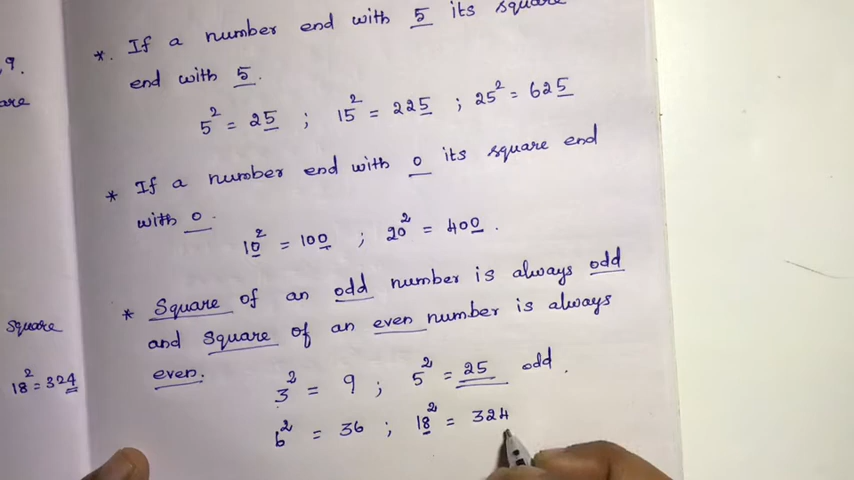 9.
are
square
18² = 324
*. If a number end with 5 its square
end with 5.
5² = 25 ; 15² = 225 ; 25² = 625
* If a number end with 0 its square end
with 0.
10² = 100 ; 20² = 400.
* Square of an odd number is always odd
and square of an even number is always
even.
3² = 9 ; 5² = 25 odd.
6² = 36 ; 18² = 324